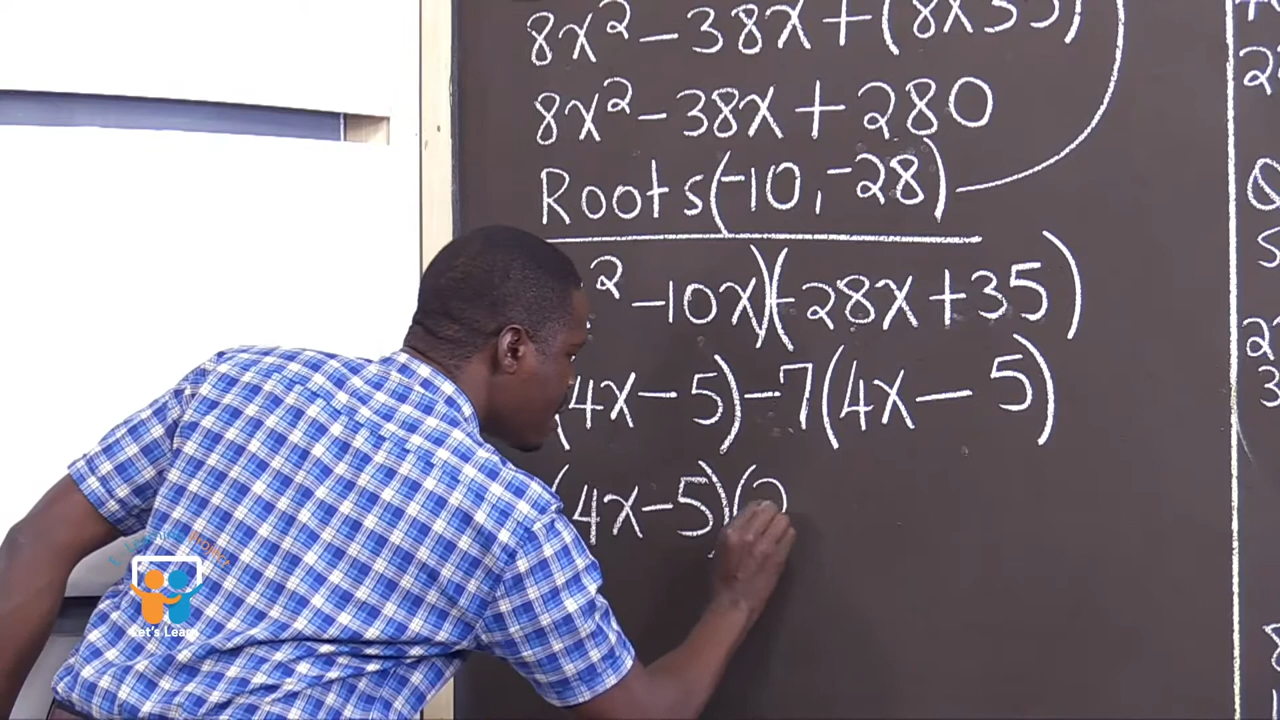 8x² - 38x + (8x35)
8x² - 38x + 280
Roots (-10, -28)
² - 10x)(-28x + 35)
(4x - 5) - 7(4x - 5)
(4x - 5)(2
Let's Learn